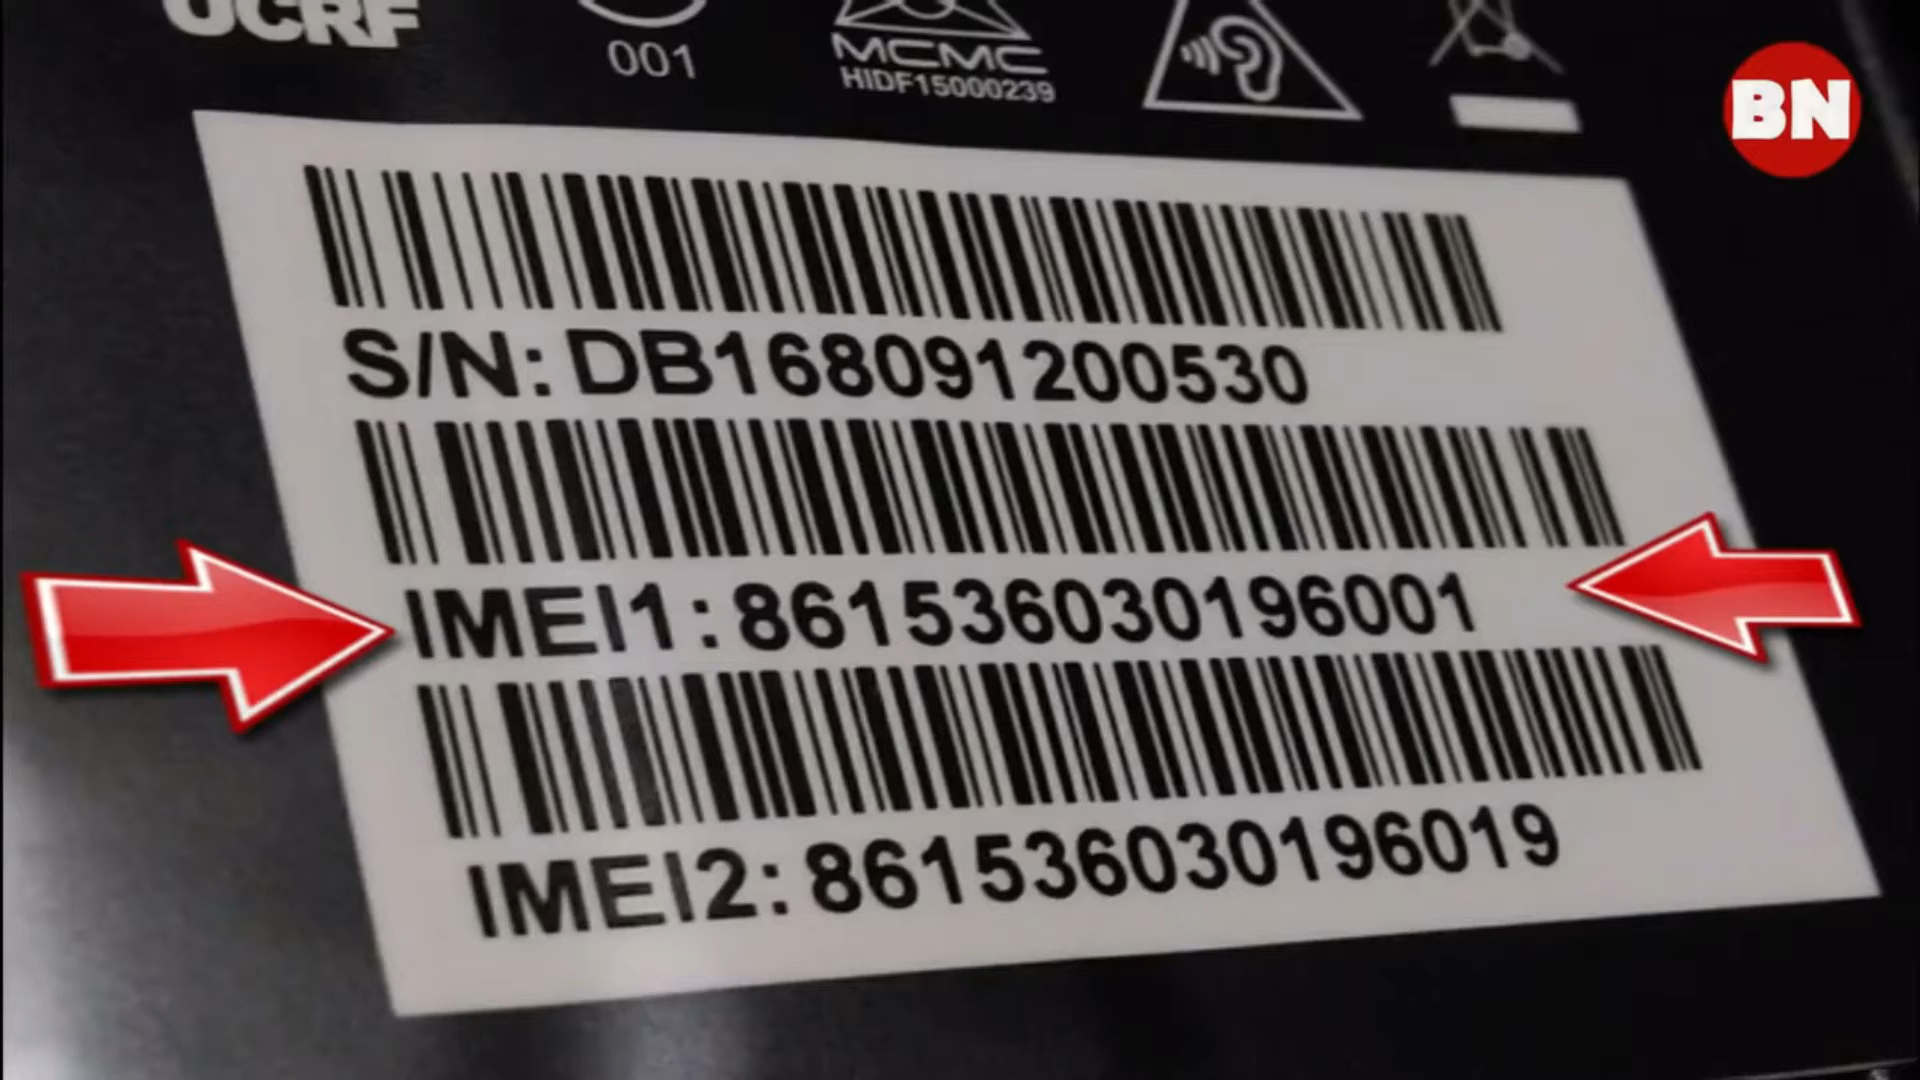 UCRF
001
MCMC
HIDF15000239
BN
S/N: DB168091200530
IMEI1: 861536030196001
IMEI2: 861536030196019